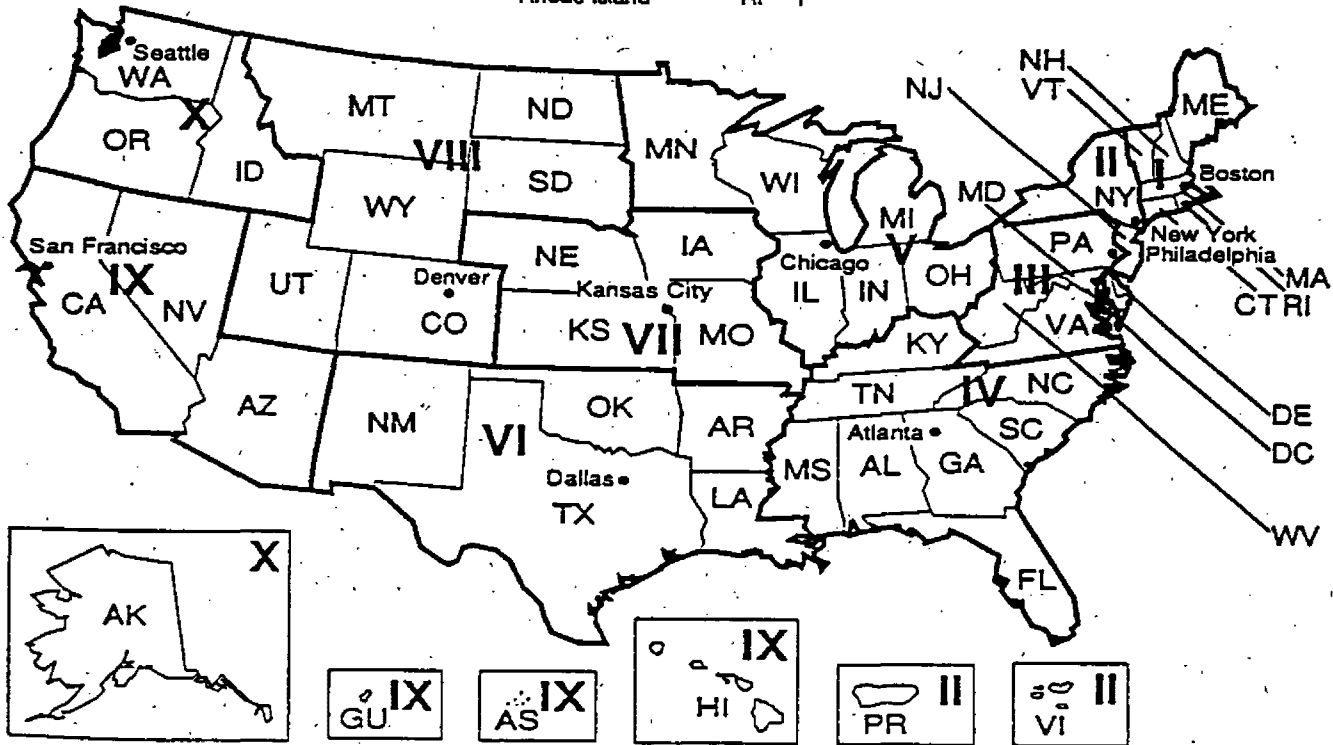 Seattle
WA
X
OR
ID
MT
ND
VIII
SD
WY
MN
WI
MI
V
NJ
NH
VT
ME
II
I
NY
Boston
MD
PA
New York
Philadelphia
MA
CT RI
San Francisco
IX
CA
NV
UT
Denver
CO
NE
IA
Kansas City
KS
VII
MO
Chicago
IL
IN
OH
III
VA
KY
AZ
NM
OK
VI
Dallas
TX
AR
LA
TN
IV
NC
SC
Atlanta
MS
AL
GA
FL
DE
DC
WV
X
AK
IX
GU
IX
AS
IX
HI
II
PR
II
VI